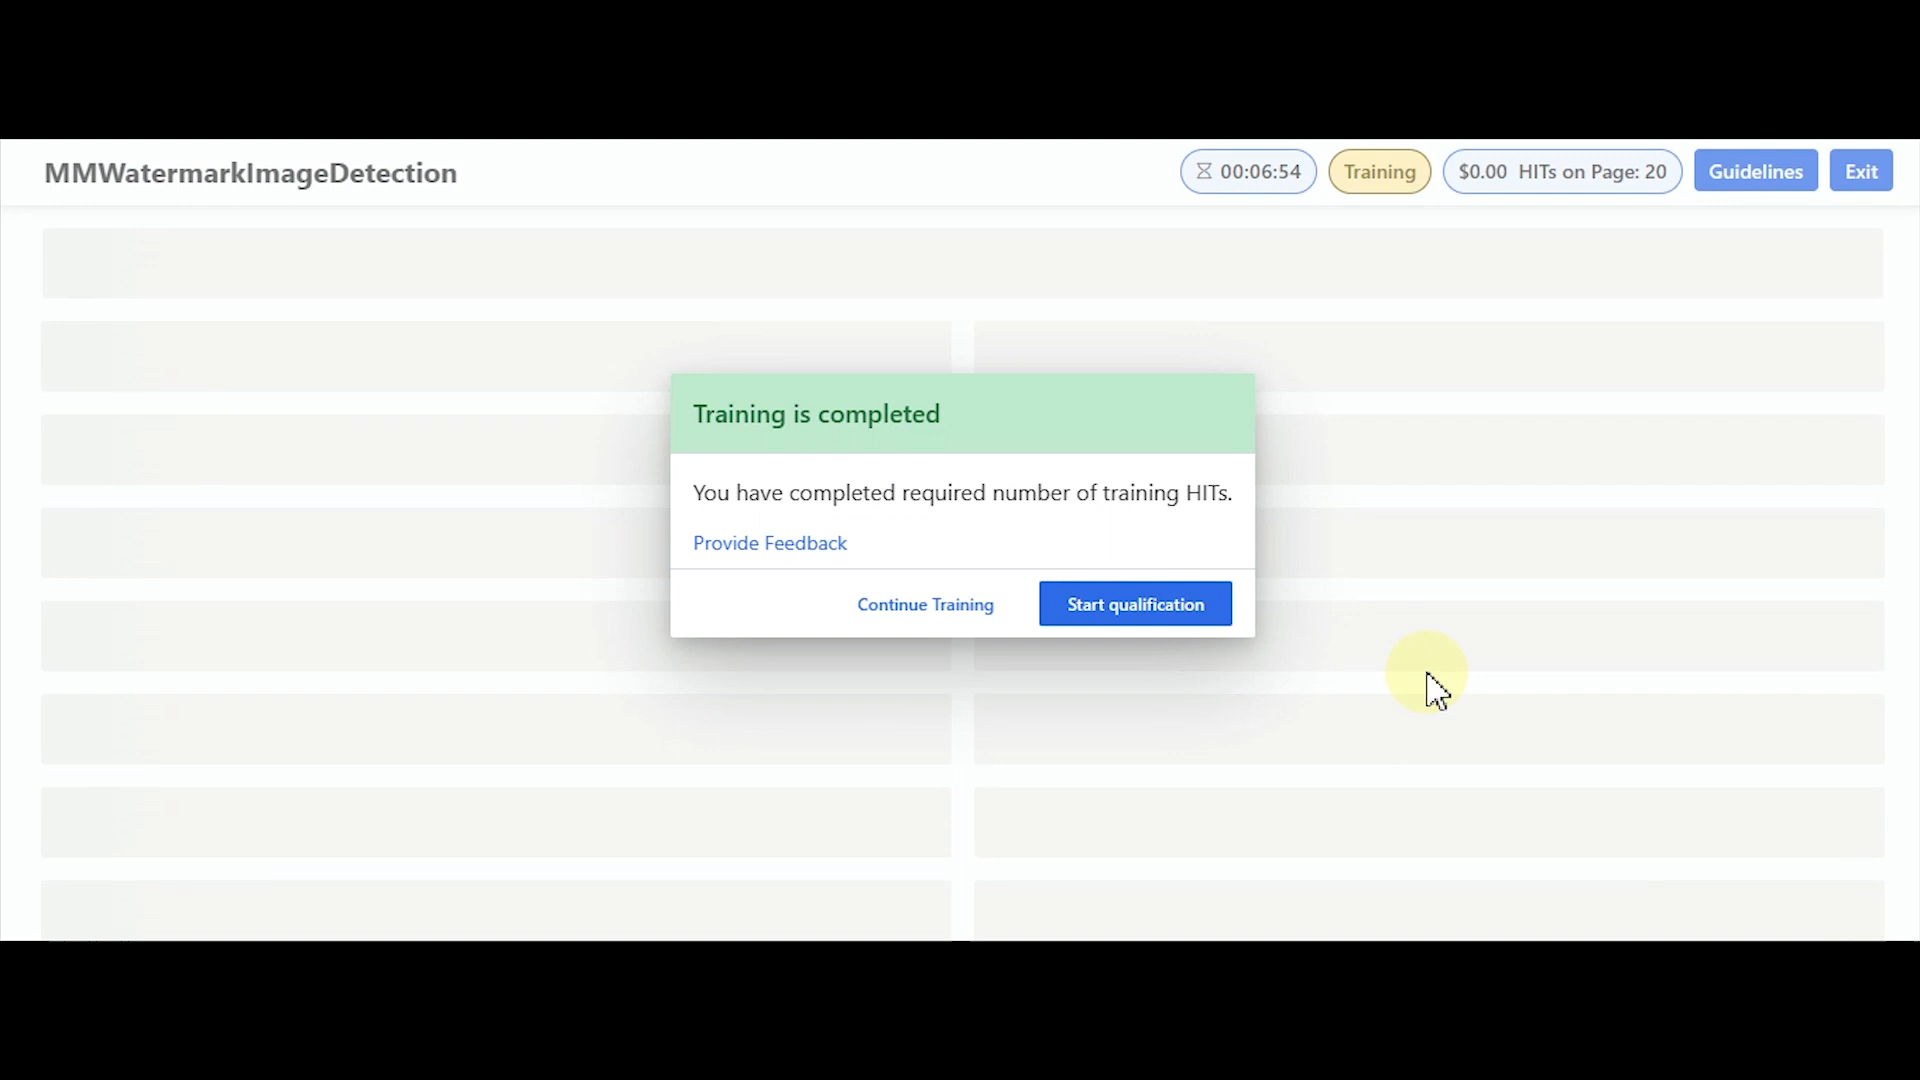 MMWatermarkImageDetection
00:06:54
Training
$0.00 HITs on Page: 20
Guidelines
Exit
Training is completed
You have completed required number of training HITs.
Provide Feedback
Continue Training
Start qualification